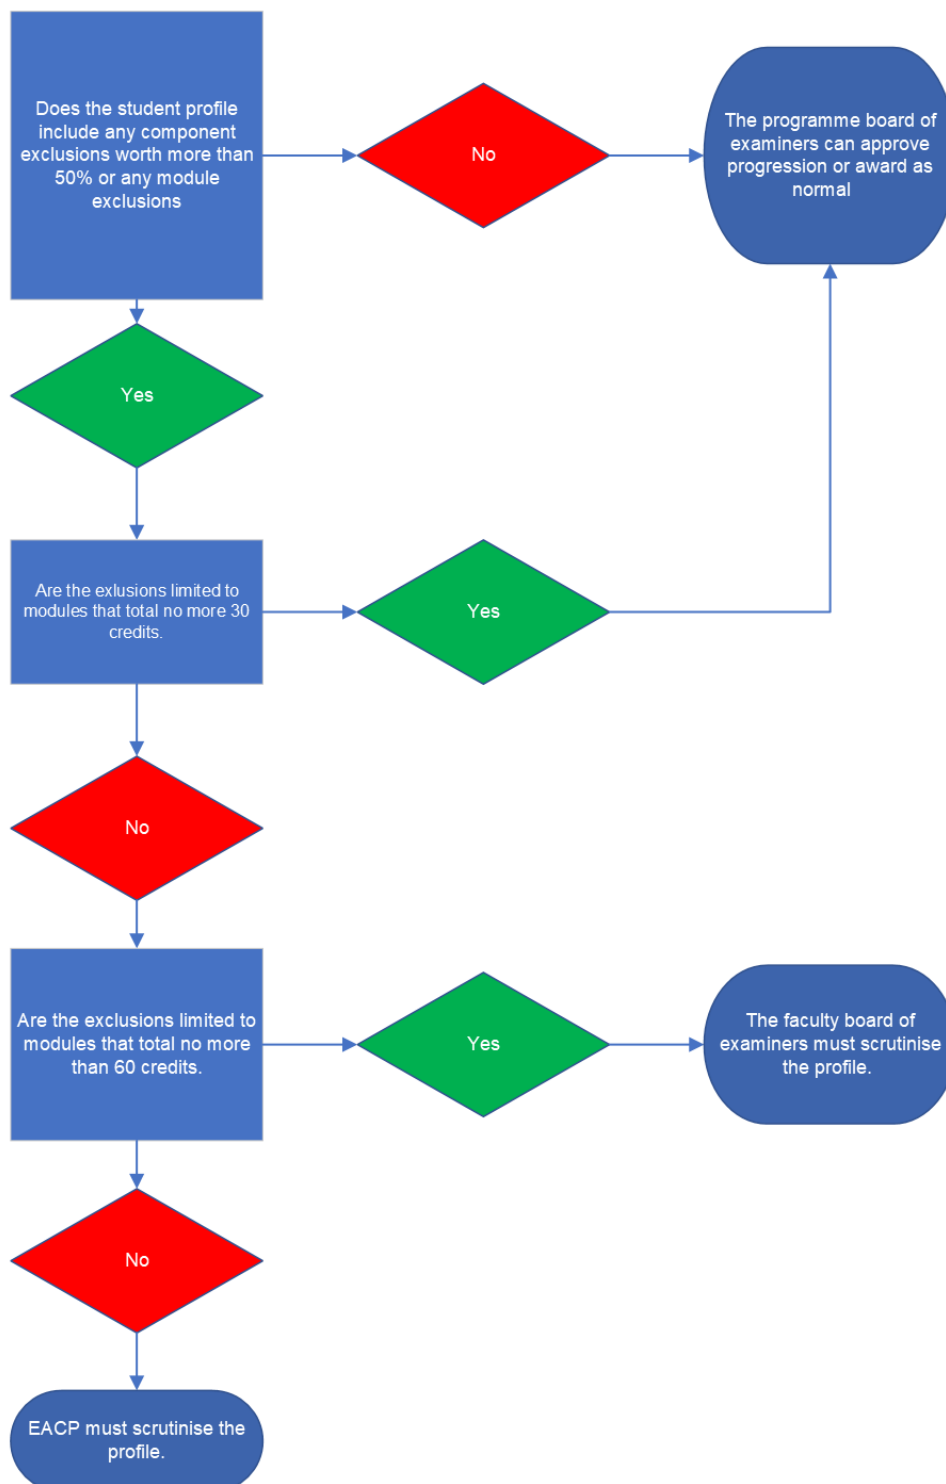 Does the student profile
include any component
exclusions worth more than
50% or any module
exclusions
No
The programme board of
examiners can approve
progression or award as
normal
Yes
Are the exlusions limited to
modules that total no more 30
credits.
Yes
No
Are the exclusions limited to
modules that total no more
than 60 credits.
Yes
The faculty board of
examiners must scrutinise
the profile.
No
EACP must scrutinise the
profile.